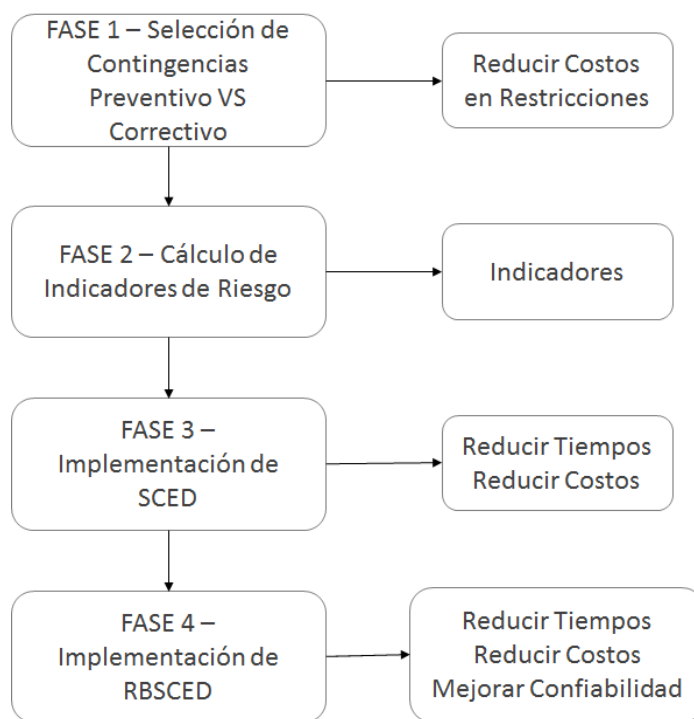 FASE 1 – Selección de
Contingencias
Preventivo VS
Correctivo
Reducir Costos
en Restricciones
FASE 2 – Cálculo de
Indicadores de Riesgo
Indicadores
FASE 3 –
Implementación de
SCED
Reducir Tiempos
Reducir Costos
FASE 4 –
Implementación de
RBSCED
Reducir Tiempos
Reducir Costos
Mejorar Confiabilidad